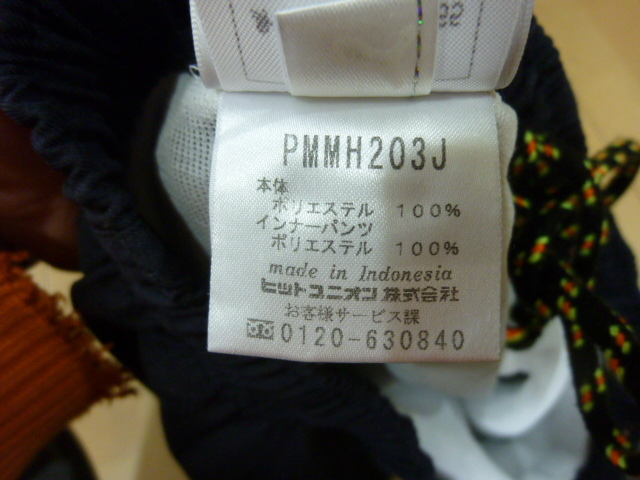 PMMH203J
本体
ポリエステル 100%
インナーパンツ
ポリエステル 100%
made in Indonesia
ヒットユニオン株式会社
お客様サービス課
0120-630840